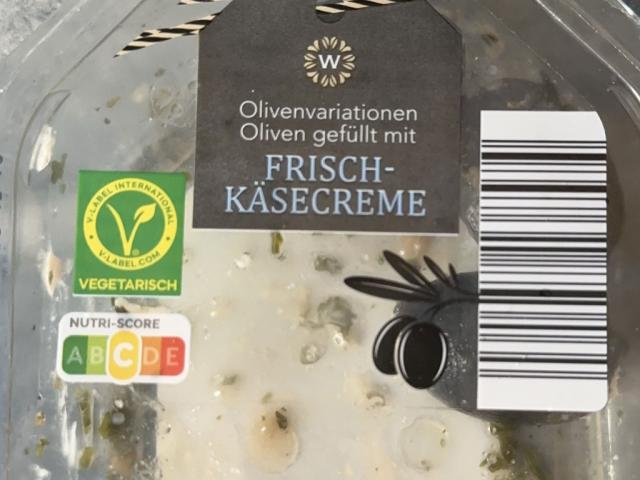 W
Olivenvariationen
Oliven gefüllt mit
FRISCH-
KÄSECREME
V-LABEL INTERNATIONAL
V-LABEL.COM
VEGETARISCH
NUTRI-SCORE
A B C D E